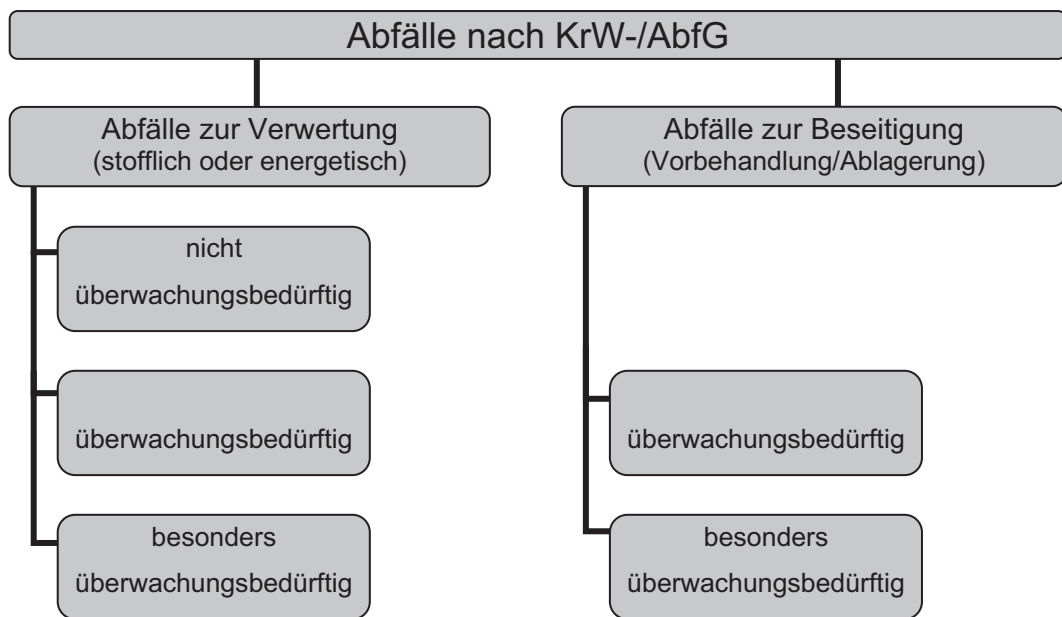 Abfälle nach KrW-/AbfG
Abfälle zur Verwertung
(stofflich oder energetisch)
nicht
überwachungsbedürftig
überwachungsbedürftig
besonders
überwachungsbedürftig
Abfälle zur Beseitigung
(Vorbehandlung/Ablagerung)
überwachungsbedürftig
besonders
überwachungsbedürftig